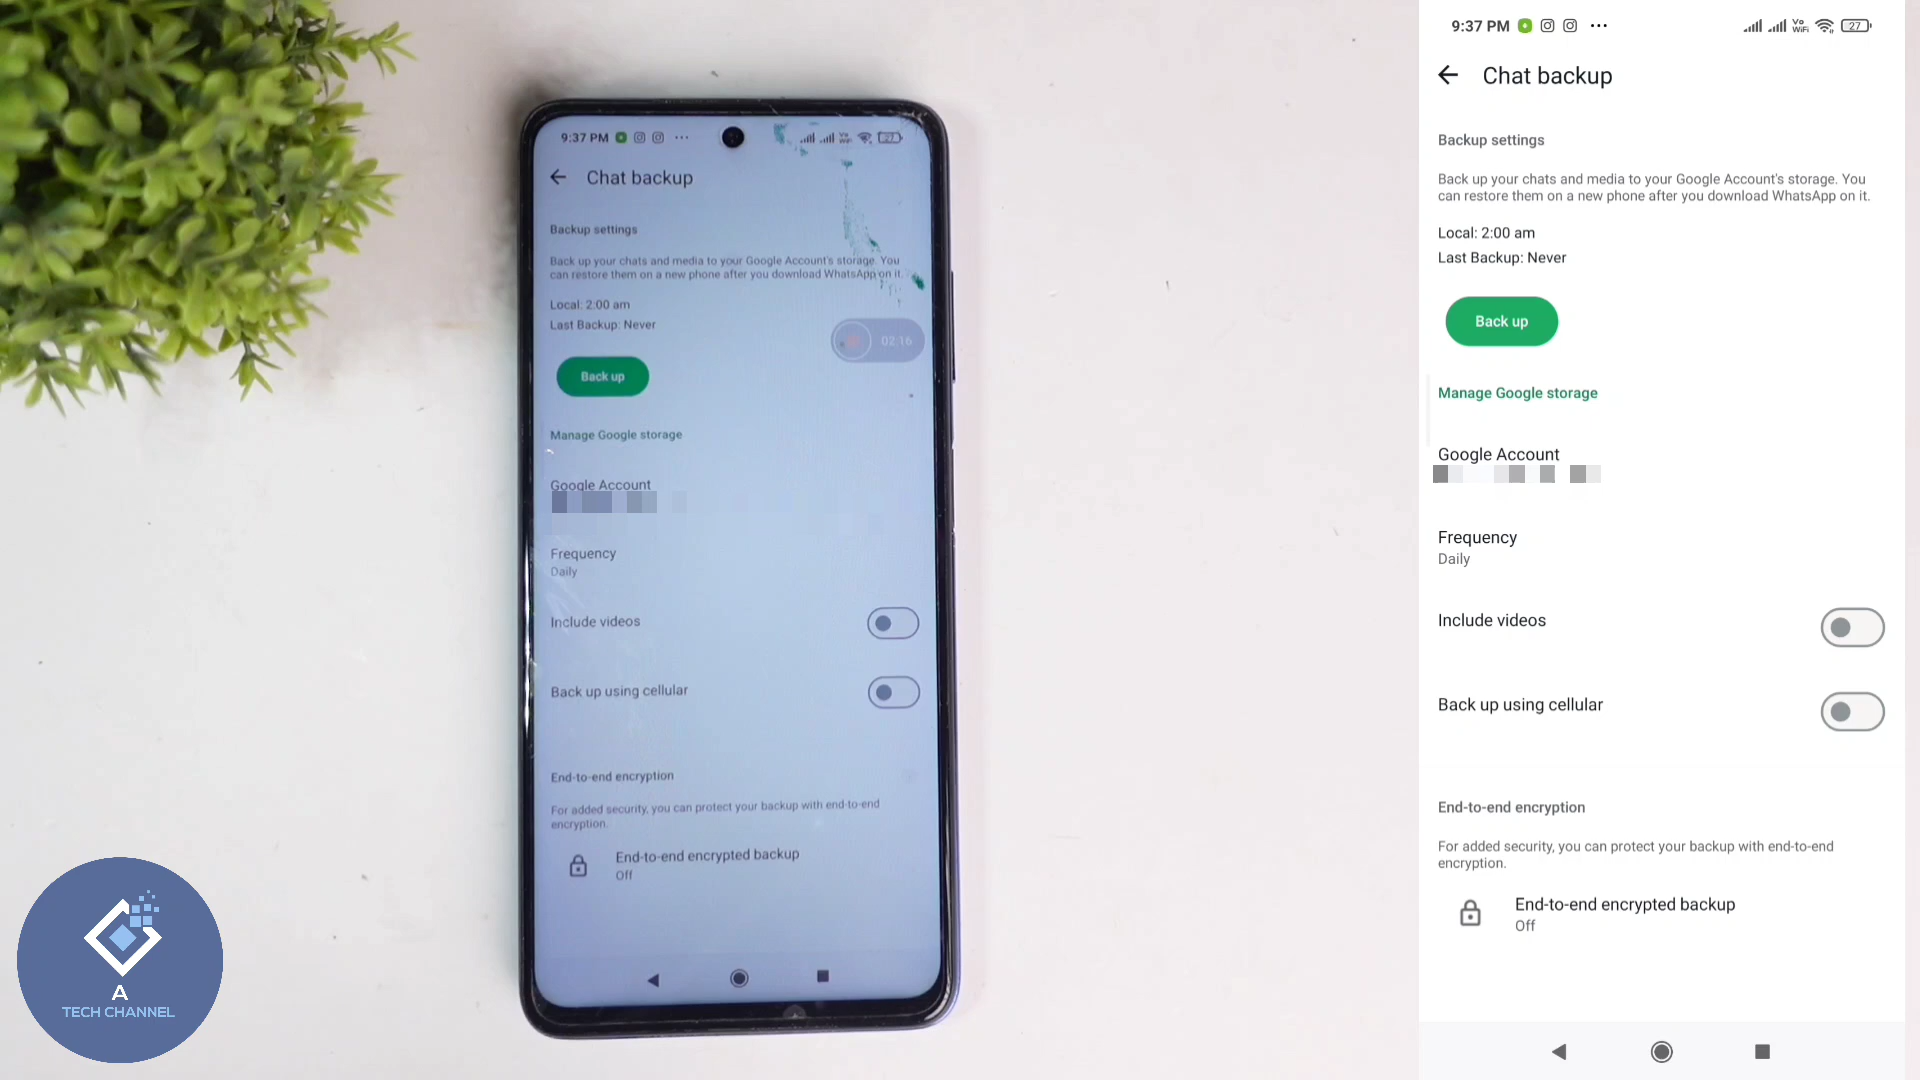 9:37 PM
Chat backup
Backup settings
Back up your chats and media to your Google Account's storage. You
can restore them on a new phone after you download WhatsApp on it.
Local: 2:00 am
Last Backup: Never
02:16
Back up
Manage Google storage
Google Account
Frequency
Daily
Include videos
Back up using cellular
End-to-end encryption
For added security, you can protect your backup with end-to-end
encryption.
End-to-end encrypted backup
Off
A
TECH CHANNEL
9:37 PM
Vo
WiFi
27
Chat backup
Backup settings
Back up your chats and media to your Google Account's storage. You
can restore them on a new phone after you download WhatsApp on it.
Local: 2:00 am
Last Backup: Never
Back up
Manage Google storage
Google Account
Frequency
Daily
Include videos
Back up using cellular
End-to-end encryption
For added security, you can protect your backup with end-to-end
encryption.
End-to-end encrypted backup
Off